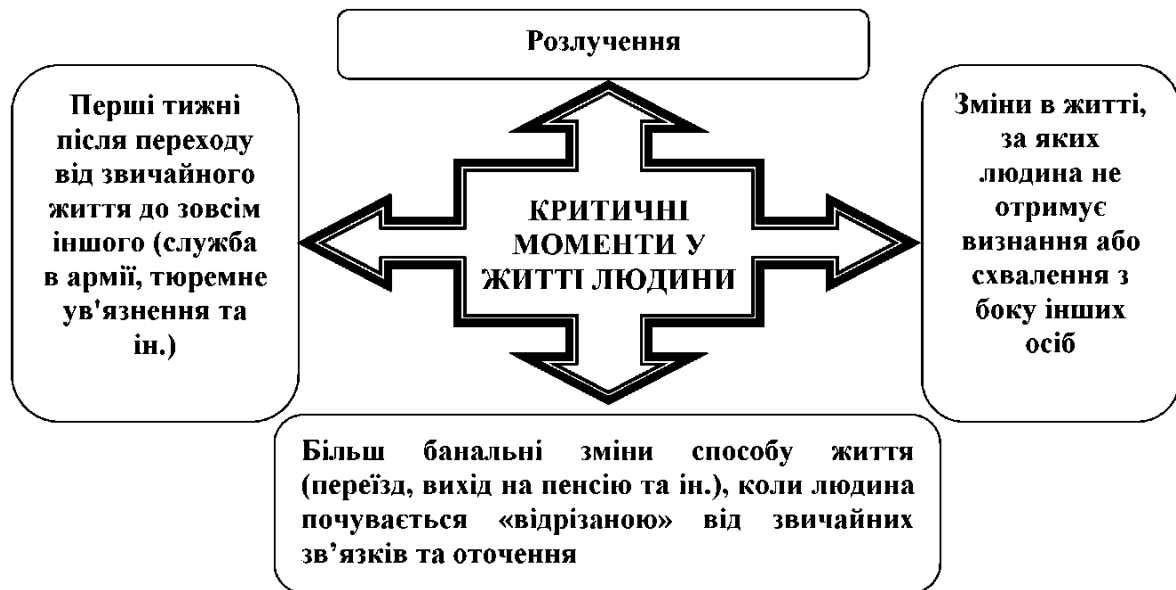 Розлучення
Перші тижні
після переходу
від звичайного
життя до зовсім
іншого (служба
в армії, тюремне
ув'язнення та
ін.)
КРИТИЧНІ
МОМЕНТИ У
ЖИТТІ ЛЮДИНИ
Зміни в житті,
за яких
людина не
отримує
визнання або
схвалення з
боку інших
осіб
Більш банальні зміни способу життя
(переїзд, вихід на пенсію та ін.), коли людина
почувається «відрізаною» від звичайних
зв’язків та оточення